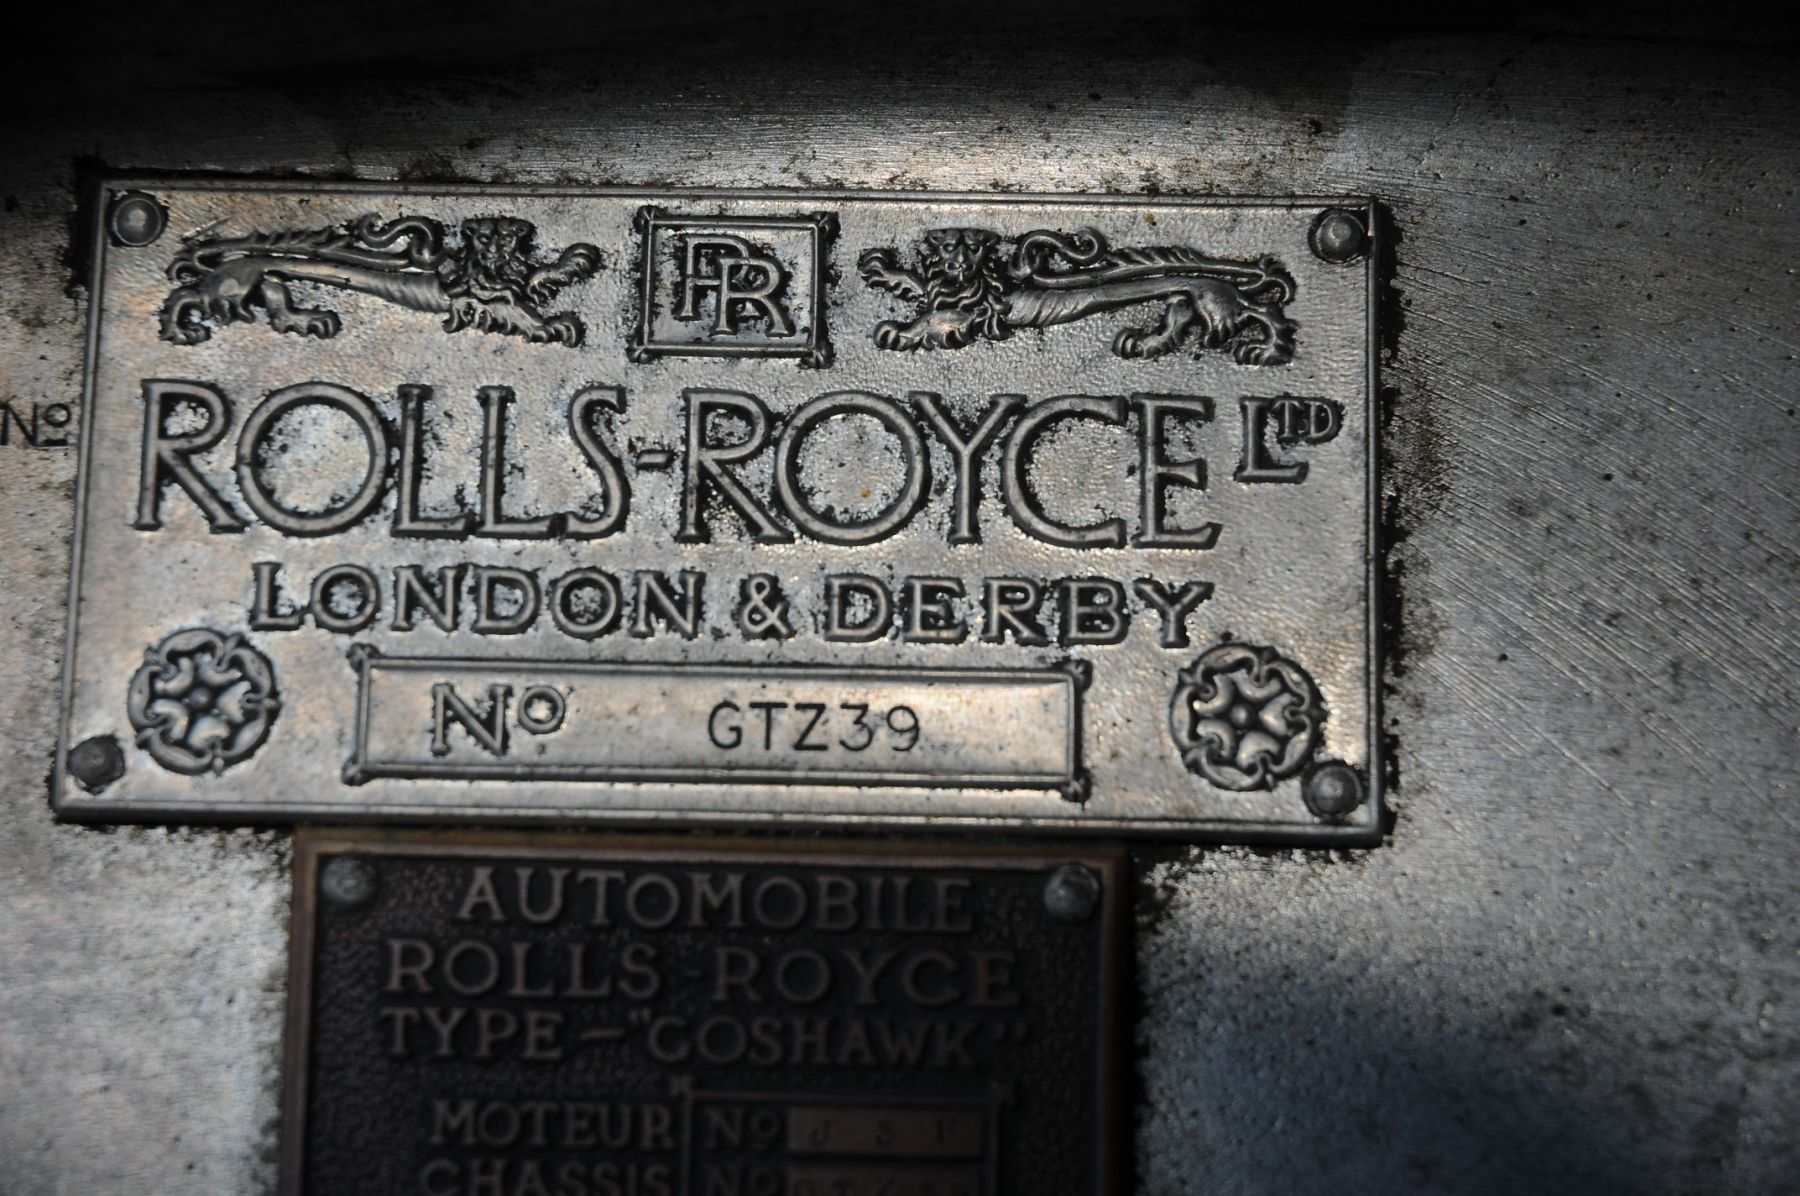 RR
ROLLS-ROYCE LTD
No
LONDON & DERBY
No GTZ39
AUTOMOBILE
ROLLS-ROYCE
TYPE-"GOSHAWK"
MOTEUR No
CHASSIS No